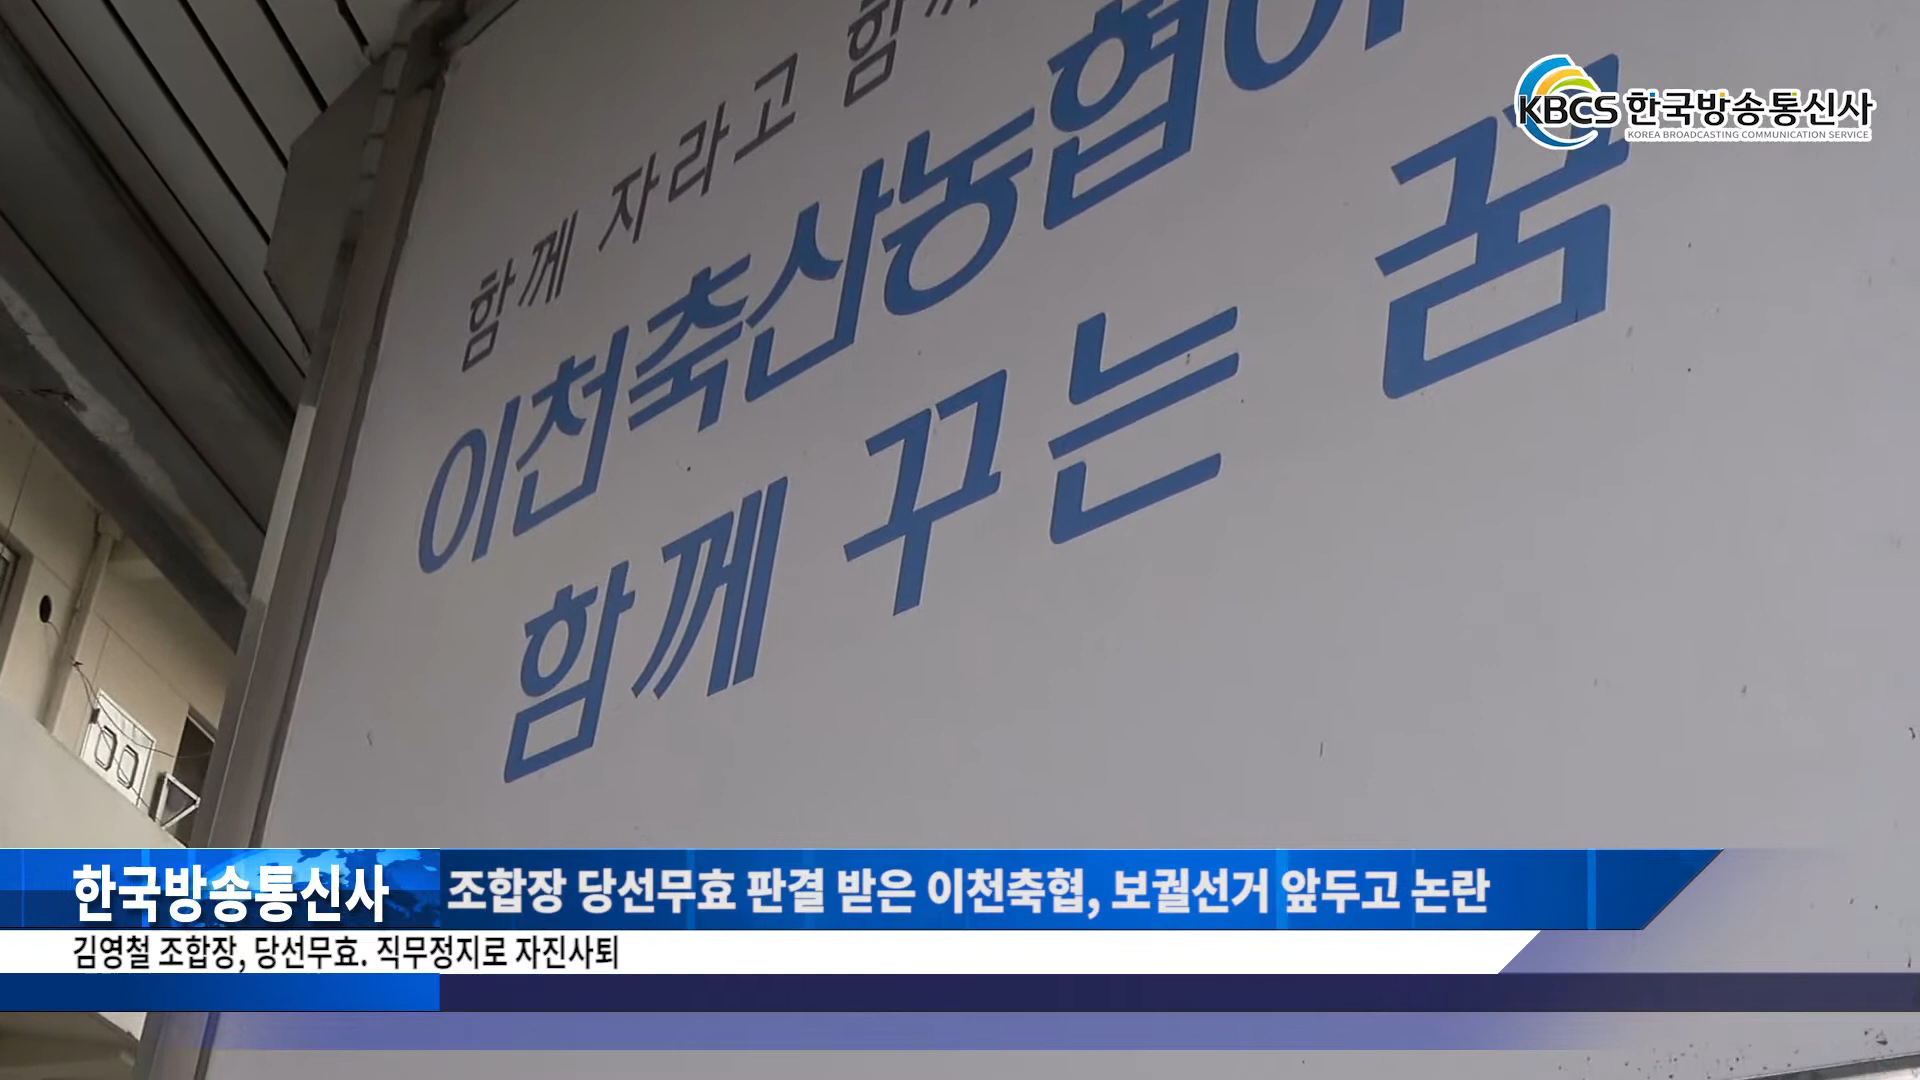 함께 자라고 함께
이천축산농협이
함께 꾸는 꿈
KBCS 한국방송통신사
KOREA BROADCASTING COMMUNICATION SERVICE
한국방송통신사 조합장 당선무효 판결 받은 이천축협, 보궐선거 앞두고 논란
김영철 조합장, 당선무효. 직무정지로 자진사퇴